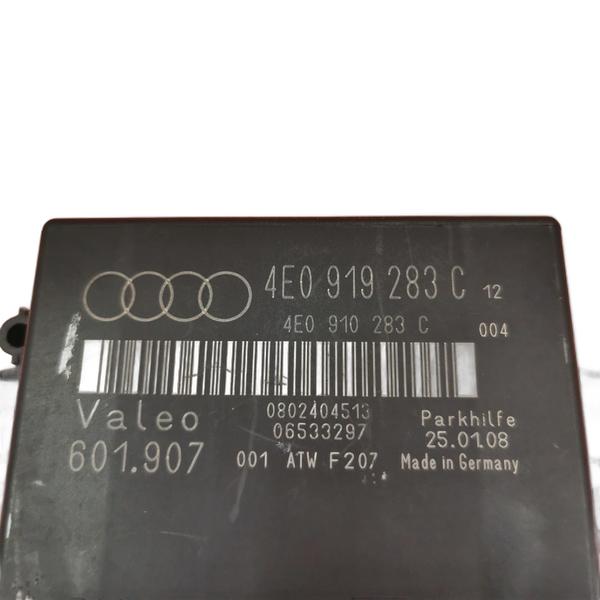 4E0 919 283 C 12
4E0 910 283 C 004
Valeo 0802404513 Parkhilfe
06533297 25.01.08
601.907 001 ATW F207 Made in Germany